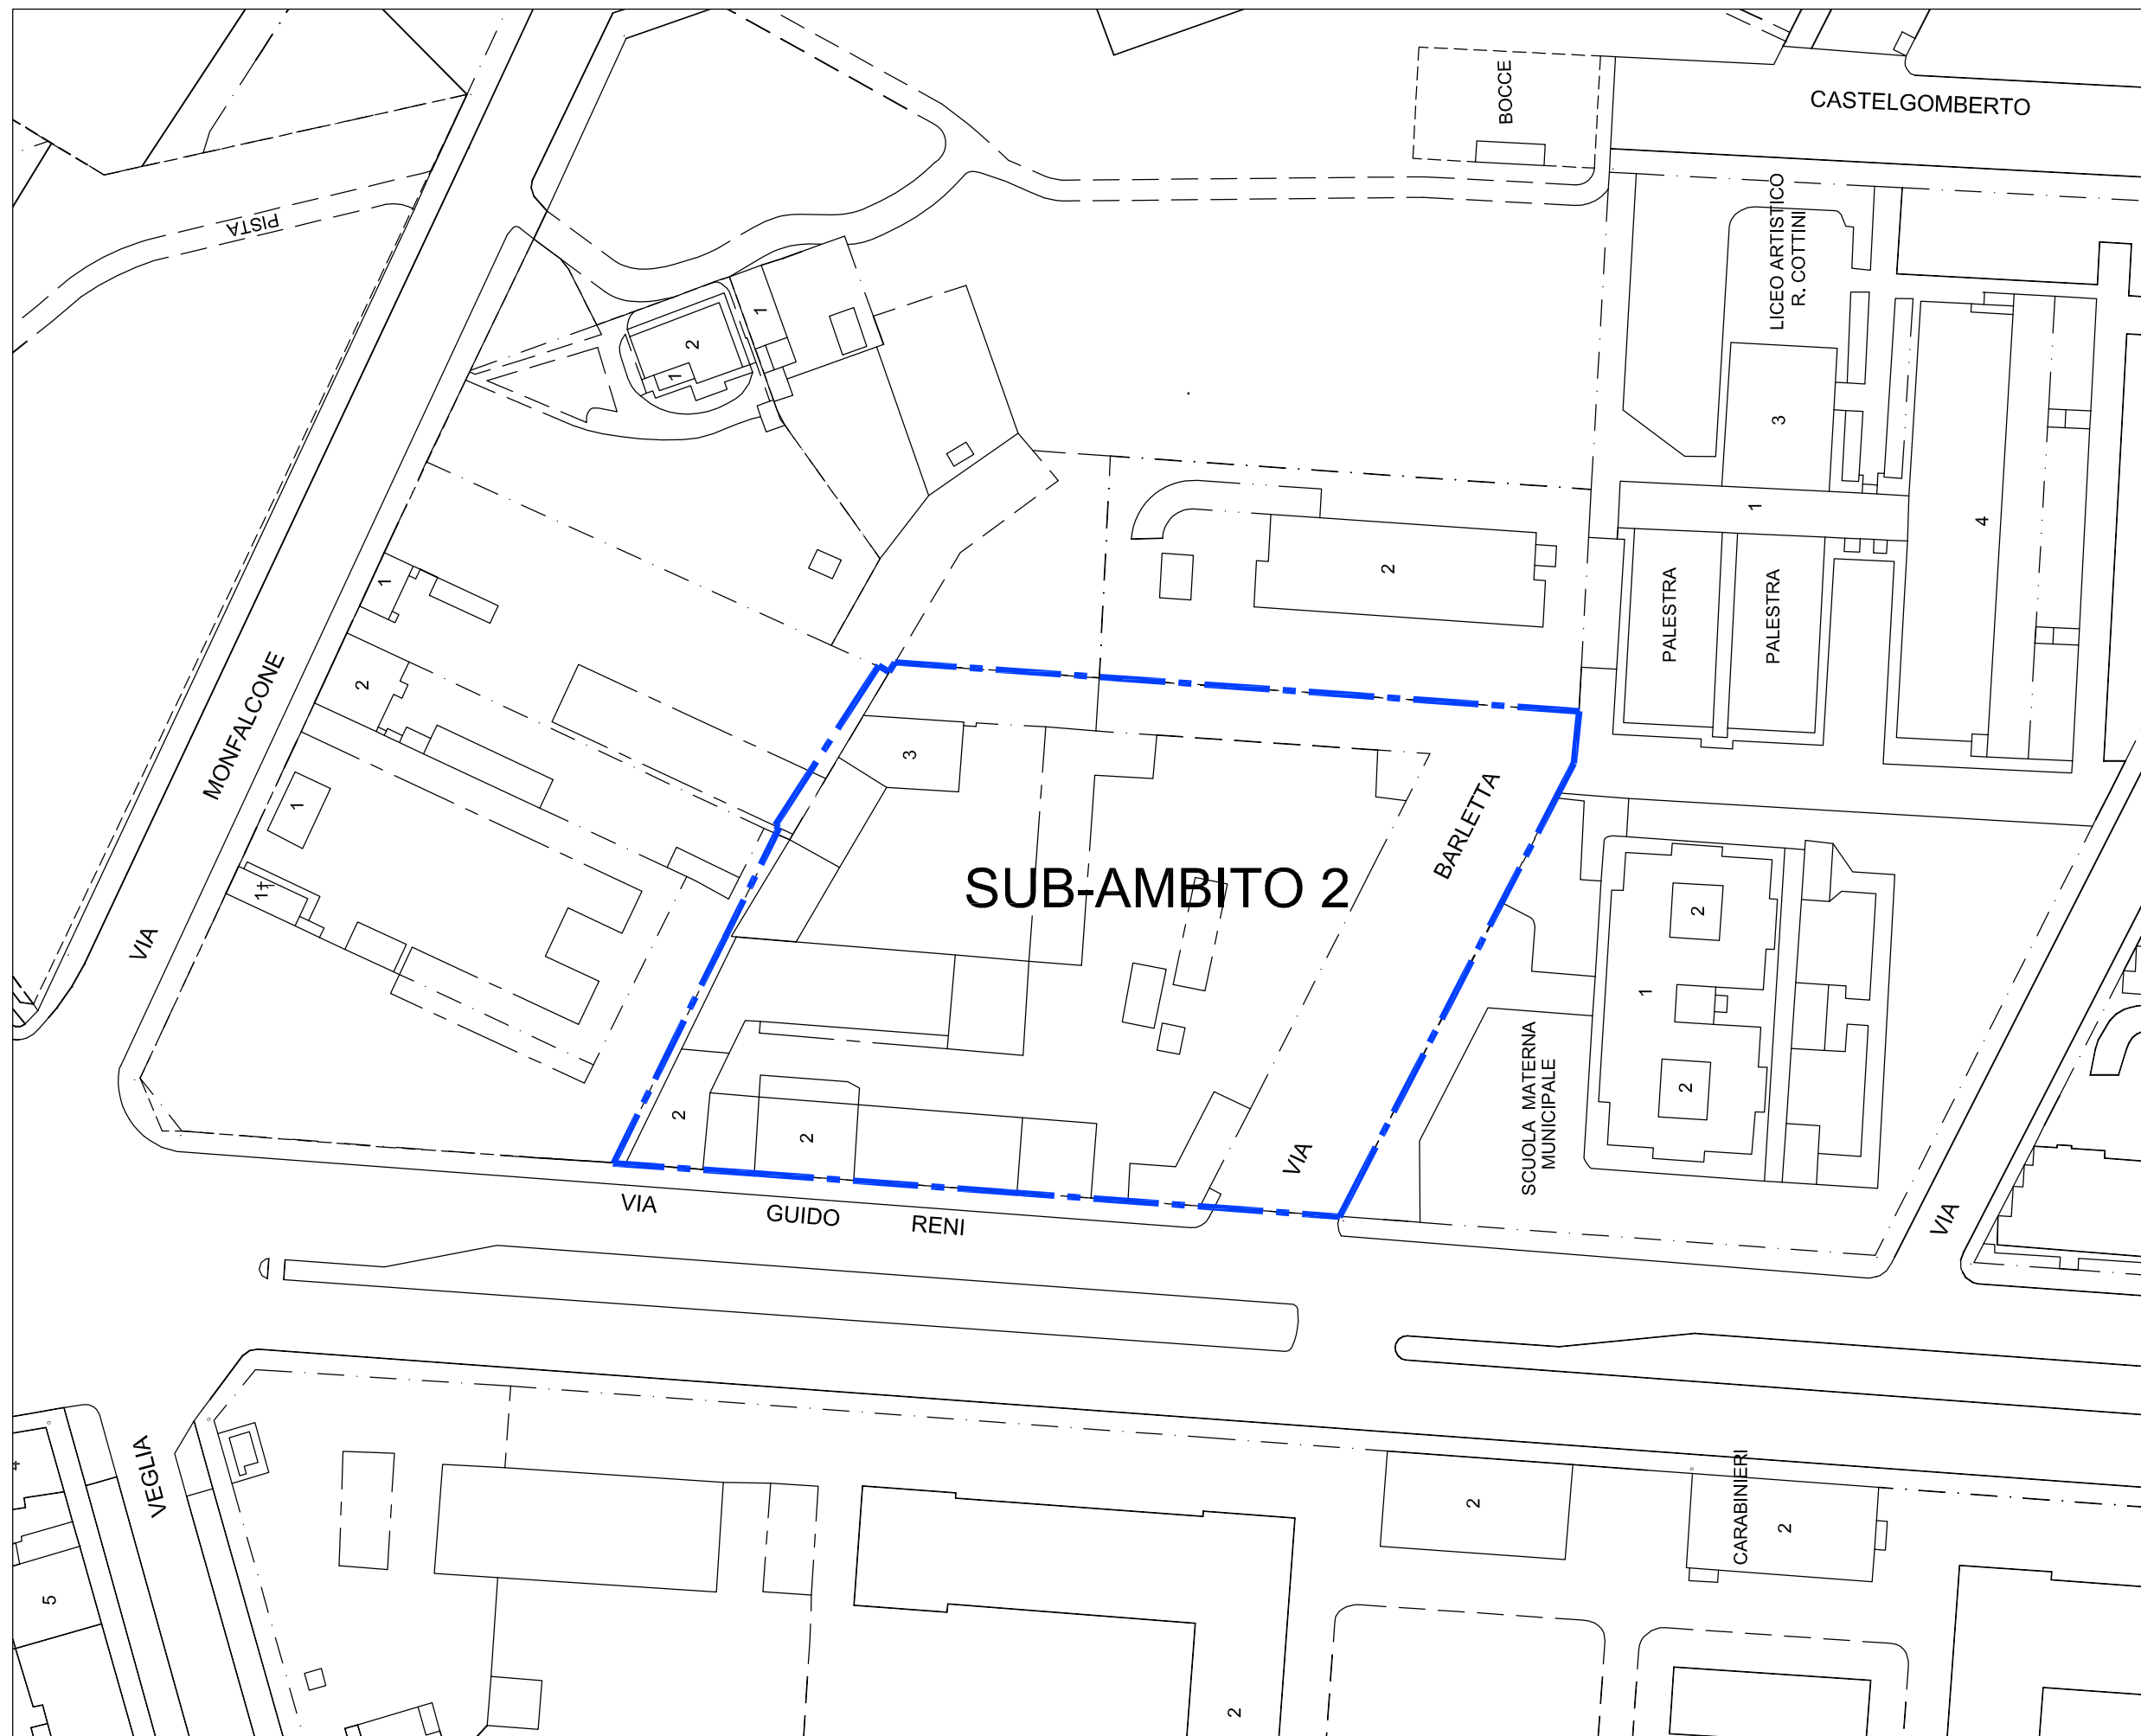 BOCCE
CASTELGOMBERTO
LICEO ARTISTICO
R. COTTINI
PISTA
1
2
1
3
1
4
2
PALESTRA
PALESTRA
1
2
MONFALCONE
1
3
BARLETTA
SUB-AMBITO 2
VIA
2
1
2
SCUOLA MATERNA
MUNICIPALE
2
2
VIA
VIA
VIA
GUIDO
RENI
VEGLIA
4
5
2
CARABINIERI
2
2